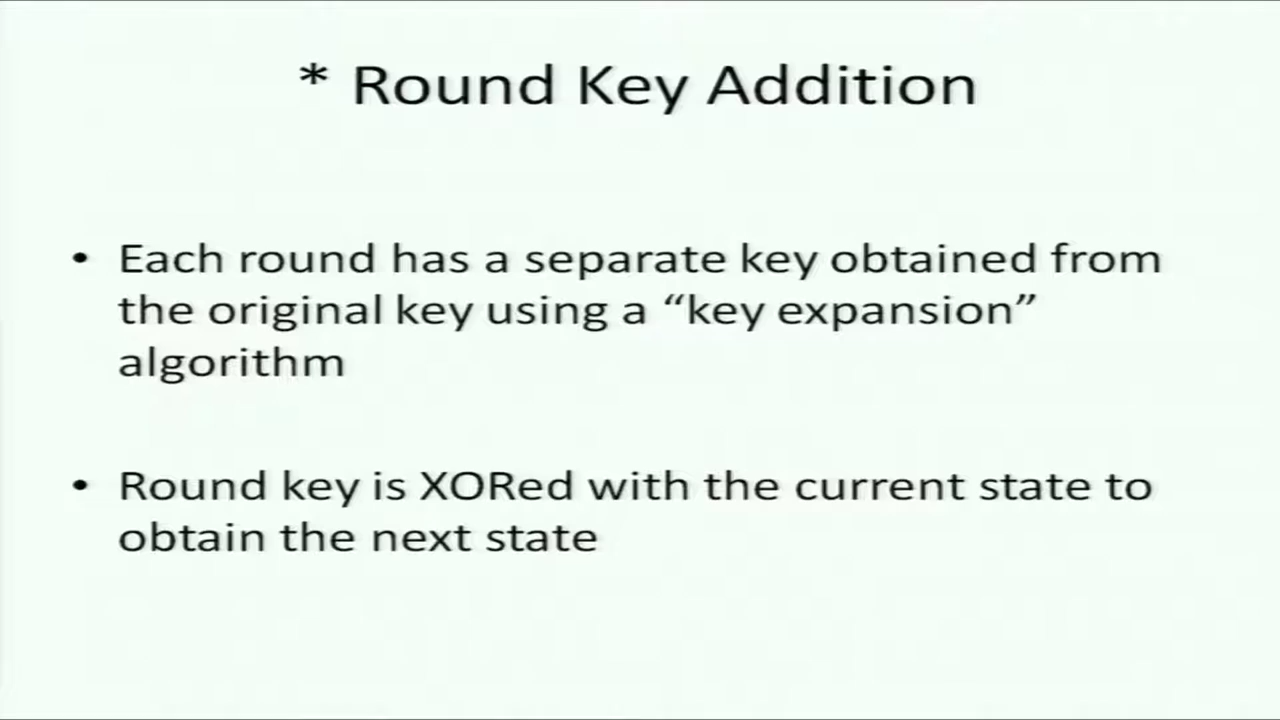 * Round Key Addition
• Each round has a separate key obtained from
the original key using a “key expansion”
algorithm
• Round key is XORed with the current state to
obtain the next state